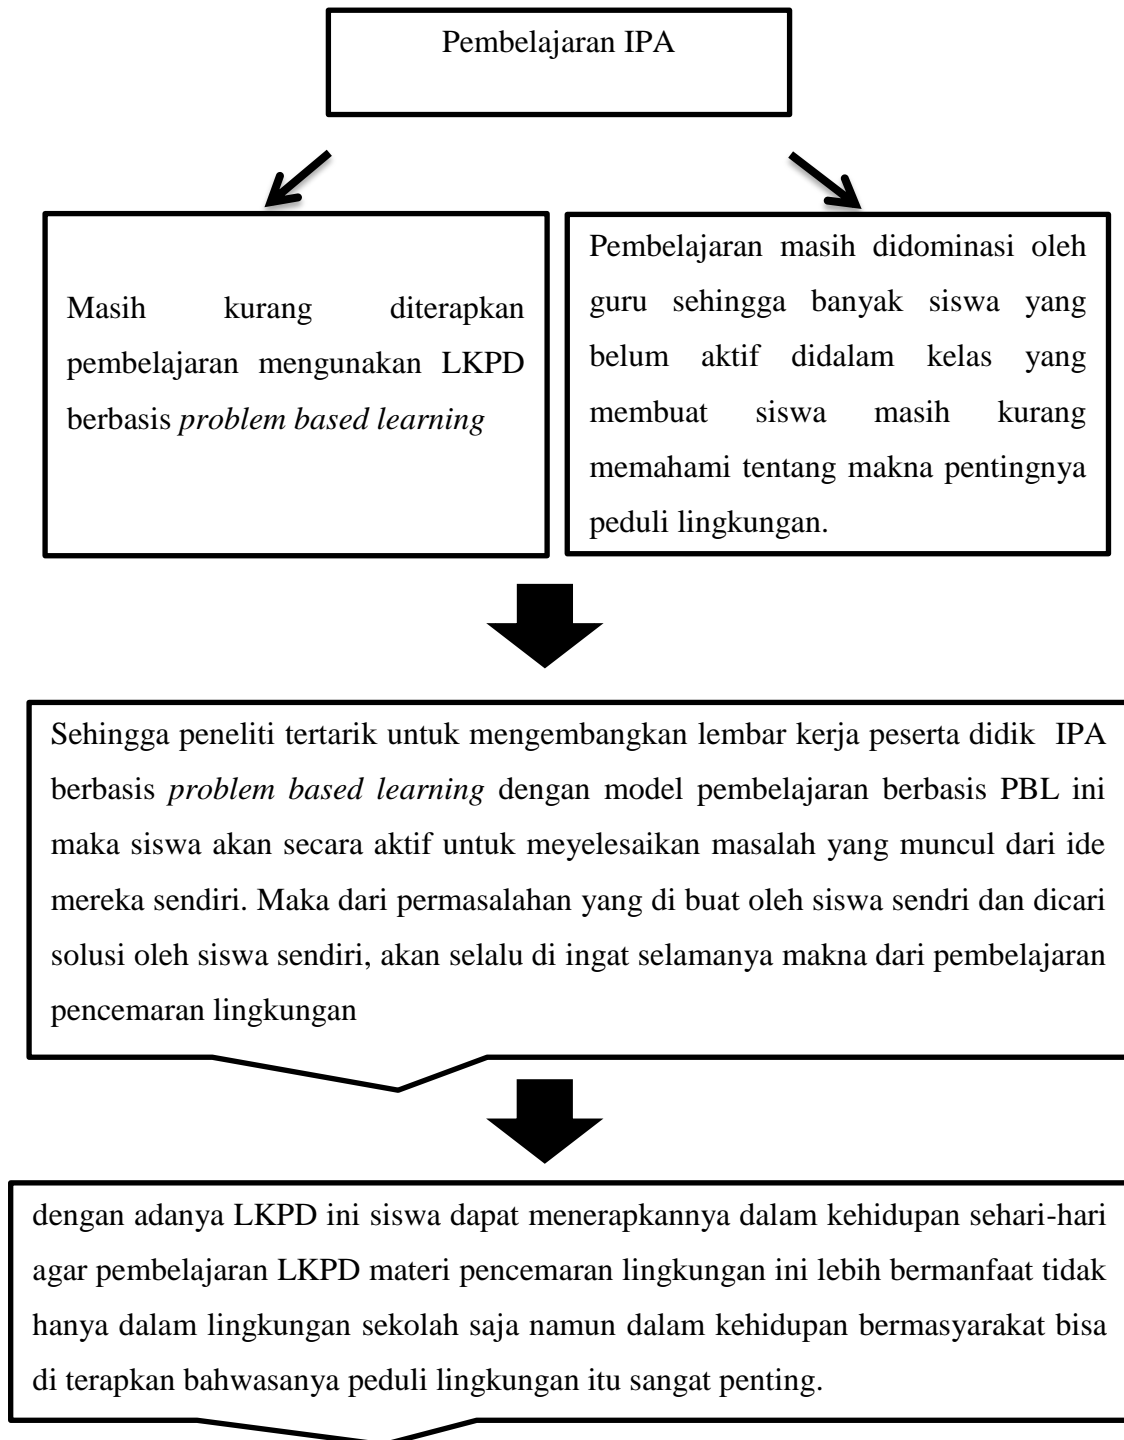 Pembelajaran IPA
Masih kurang diterapkan
pembelajaran mengunakan LKPD
berbasis problem based learning
Pembelajaran masih didominasi oleh
guru sehingga banyak siswa yang
belum aktif didalam kelas yang
membuat siswa masih kurang
memahami tentang makna pentingnya
peduli lingkungan.
Sehingga peneliti tertarik untuk mengembangkan lembar kerja peserta didik IPA
berbasis problem based learning dengan model pembelajaran berbasis PBL ini
maka siswa akan secara aktif untuk meyelesaikan masalah yang muncul dari ide
mereka sendiri. Maka dari permasalahan yang di buat oleh siswa sendri dan dicari
solusi oleh siswa sendiri, akan selalu di ingat selamanya makna dari pembelajaran
pencemaran lingkungan
dengan adanya LKPD ini siswa dapat menerapkannya dalam kehidupan sehari-hari
agar pembelajaran LKPD materi pencemaran lingkungan ini lebih bermanfaat tidak
hanya dalam lingkungan sekolah saja namun dalam kehidupan bermasyarakat bisa
di terapkan bahwasanya peduli lingkungan itu sangat penting.